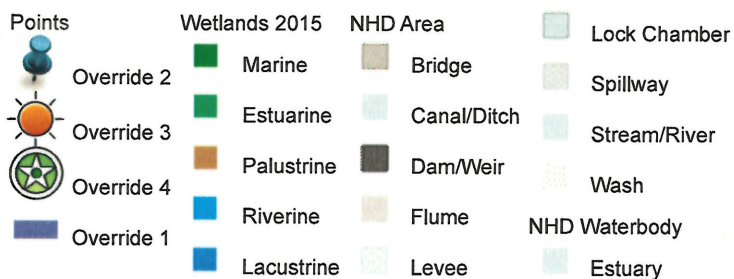 Points
Override 2
Override 3
Override 4
Override 1
Wetlands 2015
Marine
Estuarine
Palustrine
Riverine
Lacustrine
NHD Area
Bridge
Canal/Ditch
Dam/Weir
Flume
Levee
Lock Chamber
Spillway
Stream/River
Wash
NHD Waterbody
Estuary